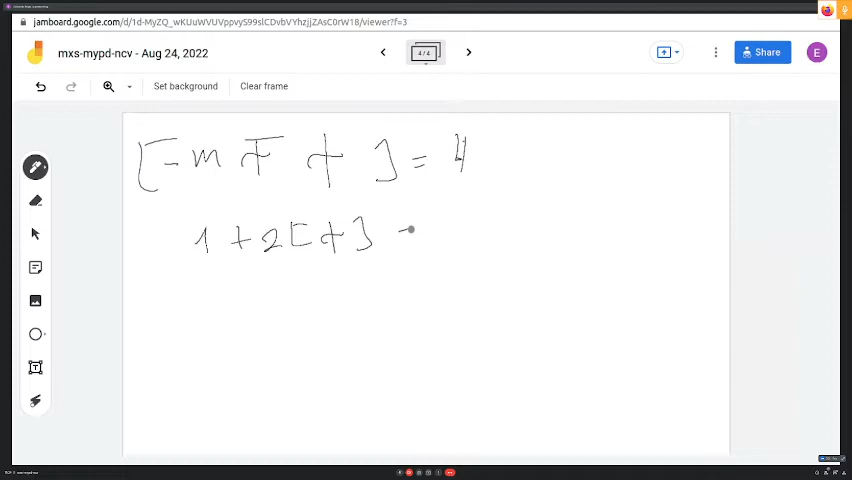 jamboard.google.com/d/1d-MyZQ_wKUuWVUVppvyS99slCDvbVYhzjjZAsC0rW18/viewer?f=3
mxs-mypd-ncv - Aug 24, 2022
4 / 4
Share
E
Set background
Clear frame
] = 4
1 + 2 [ + ] -